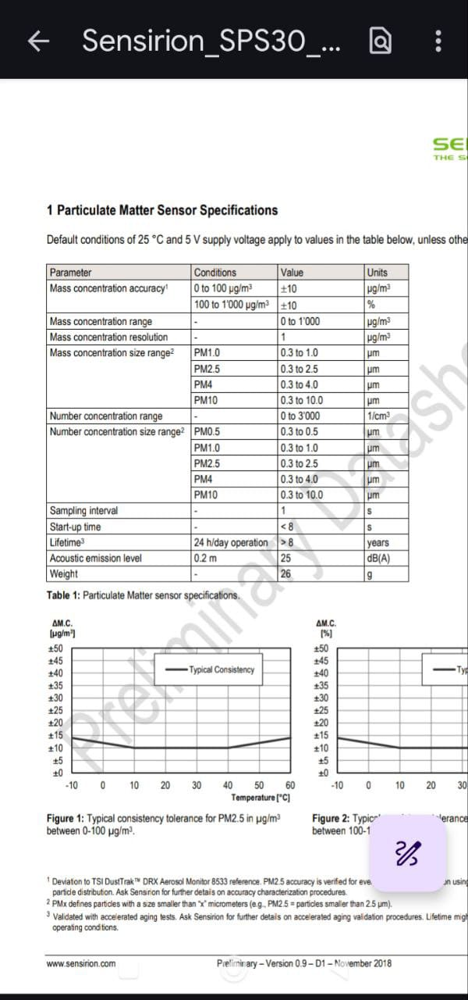 Sensirion_SPS30_...
SE
THE S
1 Particulate Matter Sensor Specifications
Default conditions of 25 °C and 5 V supply voltage apply to values in the table below, unless othe
Parameter Conditions Value Units
Mass concentration accuracy¹ 0 to 100 µg/m³ ±10 µg/m³
100 to 1'000 µg/m³ ±10 %
Mass concentration range - 0 to 1'000 µg/m³
Mass concentration resolution - 1 µg/m³
Mass concentration size range² PM1.0 0.3 to 1.0 µm
PM2.5 0.3 to 2.5 µm
PM4 0.3 to 4.0 µm
PM10 0.3 to 10.0 µm
Number concentration range - 0 to 3'000 1/cm³
Number concentration size range² PM0.5 0.3 to 0.5 µm
PM1.0 0.3 to 1.0 µm
PM2.5 0.3 to 2.5 µm
PM4 0.3 to 4.0 µm
PM10 0.3 to 10.0 µm
Sampling interval - 1 s
Start-up time - < 8 s
Lifetime³ 24 h/day operation > 8 years
Acoustic emission level 0.2 m 25 dB(A)
Weight - 26 g
Table 1: Particulate Matter sensor specifications.
Preliminary Datashe
ΔM.C.
[µg/m³]
±50
±45
±40
±35
±30
±25
±20
±15
±10
±5
±0
Typical Consistency
-10 0 10 20 30 40 50 60
Temperature [°C]
ΔM.C.
[%]
±50
±45
±40
±35
±30
±25
±20
±15
±10
±5
±0
Typ
-10 0 10 20 30
Figure 1: Typical consistency tolerance for PM2.5 in µg/m³
between 0-100 µg/m³.
Figure 2: Typic lerance
between 100-1
¹ Deviation to TSI DustTrak™ DRX Aerosol Monitor 8533 reference. PM2.5 accuracy is verified for eve on using
particle distribution. Ask Sensirion for further details on accuracy characterization procedures.
² PMx defines particles with a size smaller than "x" micrometers (e.g., PM2.5 = particles smaller than 2.5 µm).
³ Validated with accelerated aging tests. Ask Sensirion for further details on accelerated aging validation procedures. Lifetime migh
operating conditions.
www.sensirion.com Preliminary – Version 0.9 – D1 – November 2018